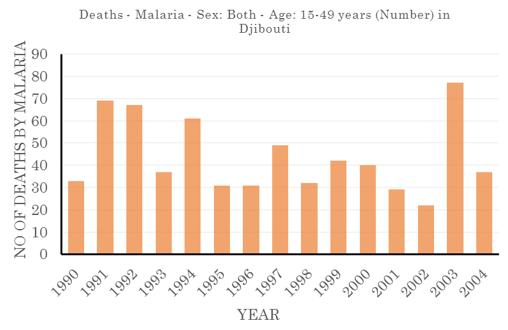 Deaths - Malaria - Sex: Both - Age: 15-49 years (Number) in
Djibouti
NO OF DEATHS BY MALARIA
90
80
70
60
50
40
30
20
10
0
1990 1991 1992 1993 1994 1995 1996 1997 1998 1999 2000 2001 2002 2003 2004
YEAR